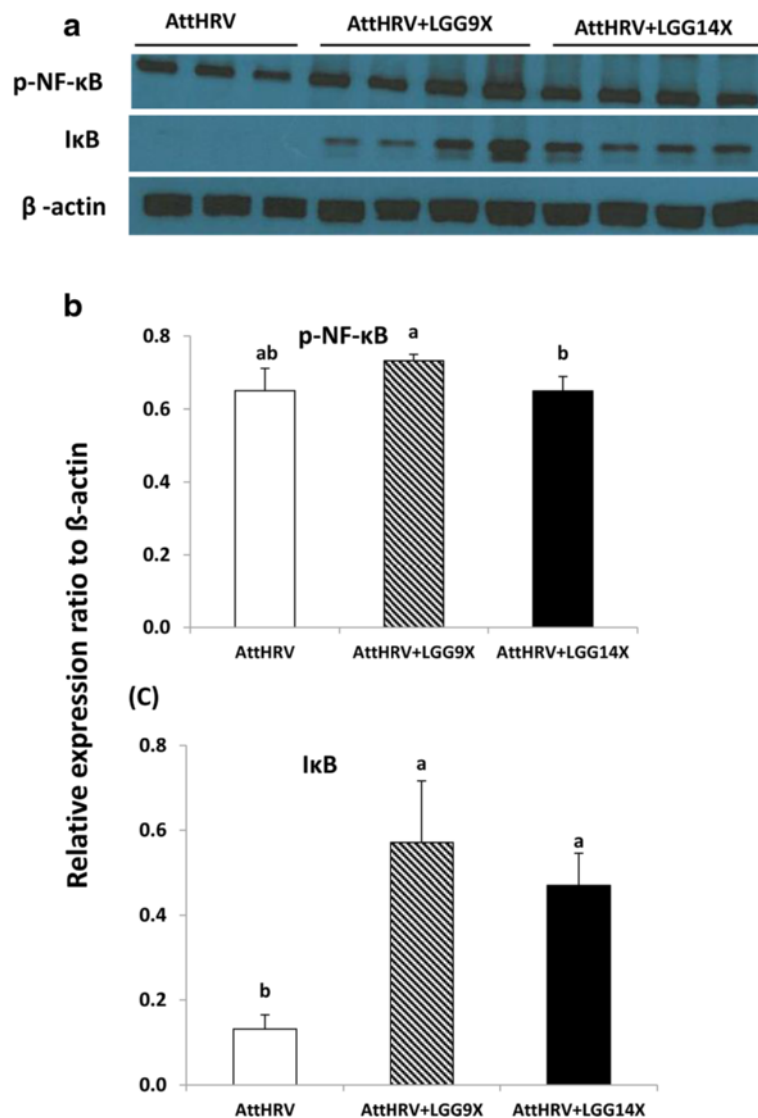 a
AttHRV AttHRV+LGG9X AttHRV+LGG14X
p-NF-κB
IκB
β -actin
b
Relative expression ratio to ß-actin
p-NF-κB
0.8
0.6
0.4
0.2
0.0
ab a b
AttHRV AttHRV+LGG9X AttHRV+LGG14X
(C)
IκB
0.8
0.6
0.4
0.2
0.0
b a a
AttHRV AttHRV+LGG9X AttHRV+LGG14X